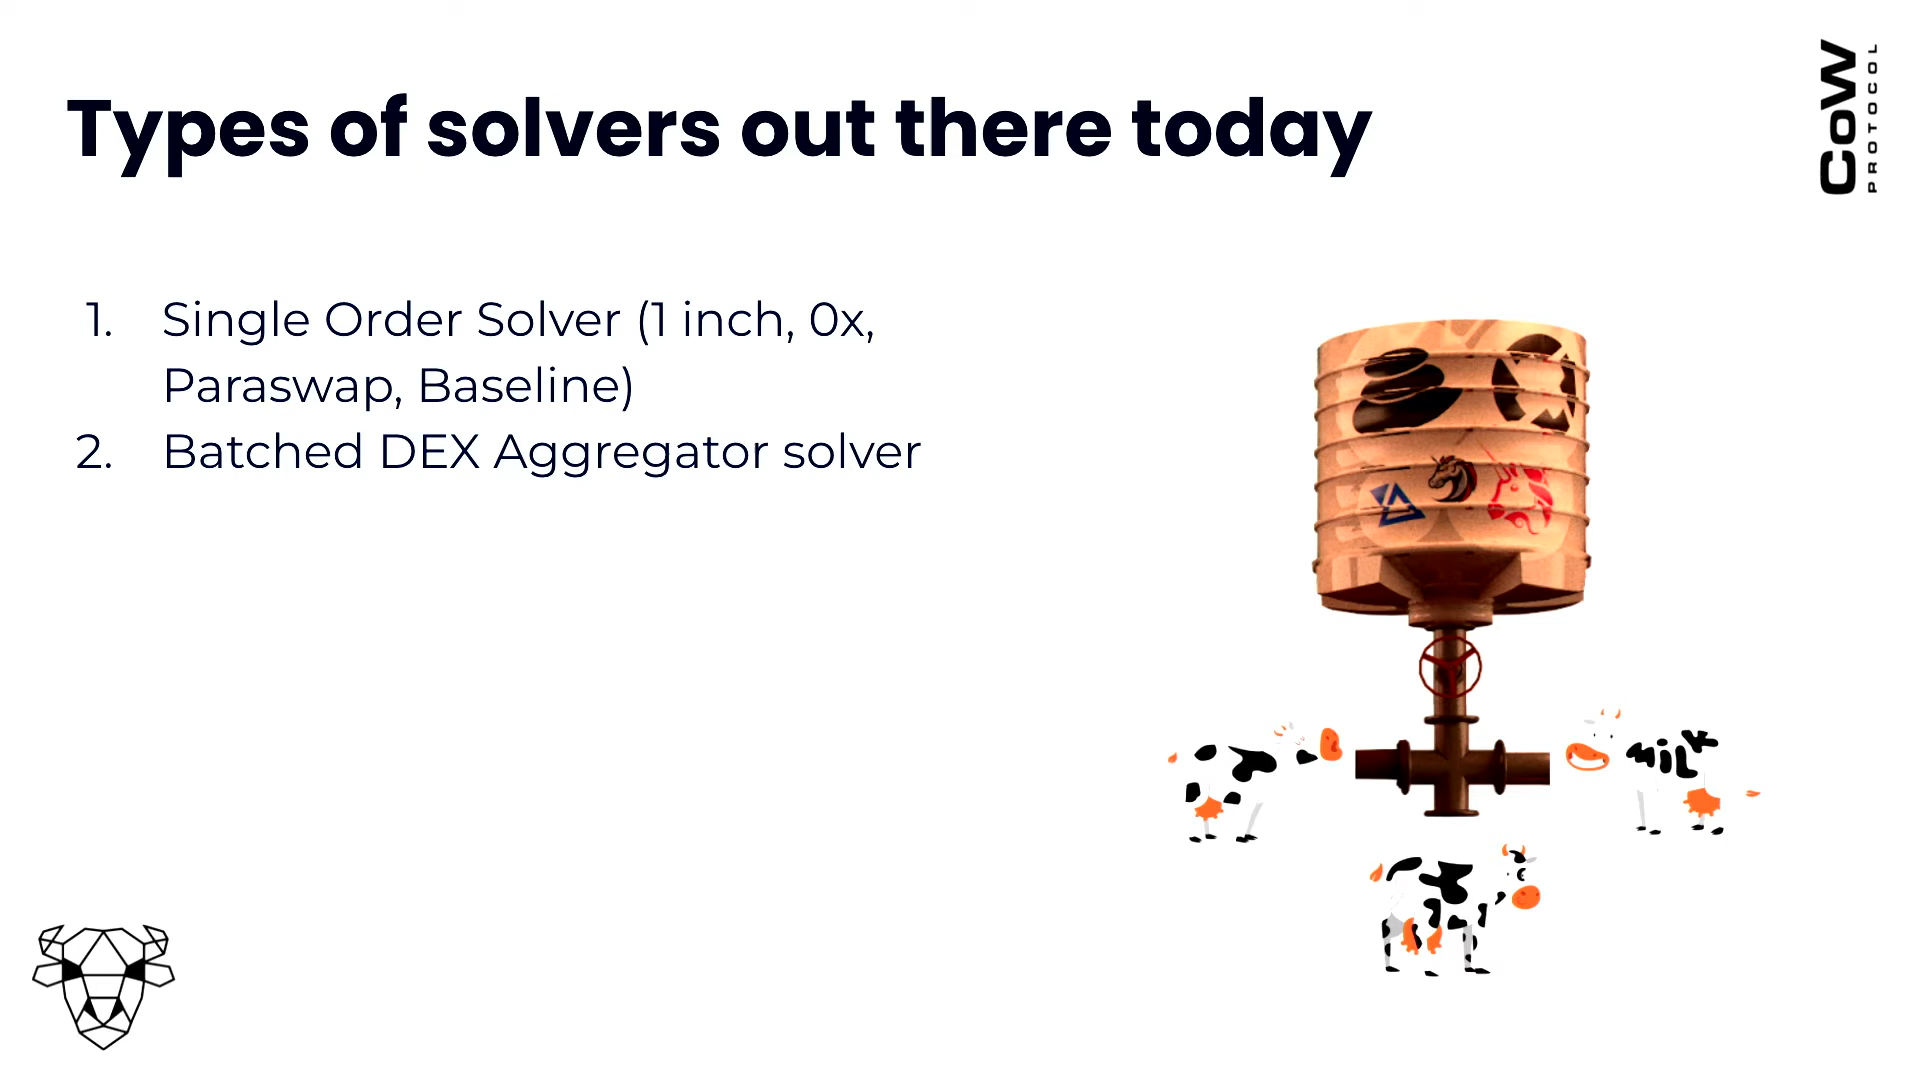 Types of solvers out there today
CoW
PROTOCOL
1. Single Order Solver (1 inch, 0x,
Paraswap, Baseline)
2. Batched DEX Aggregator solver
MiLK